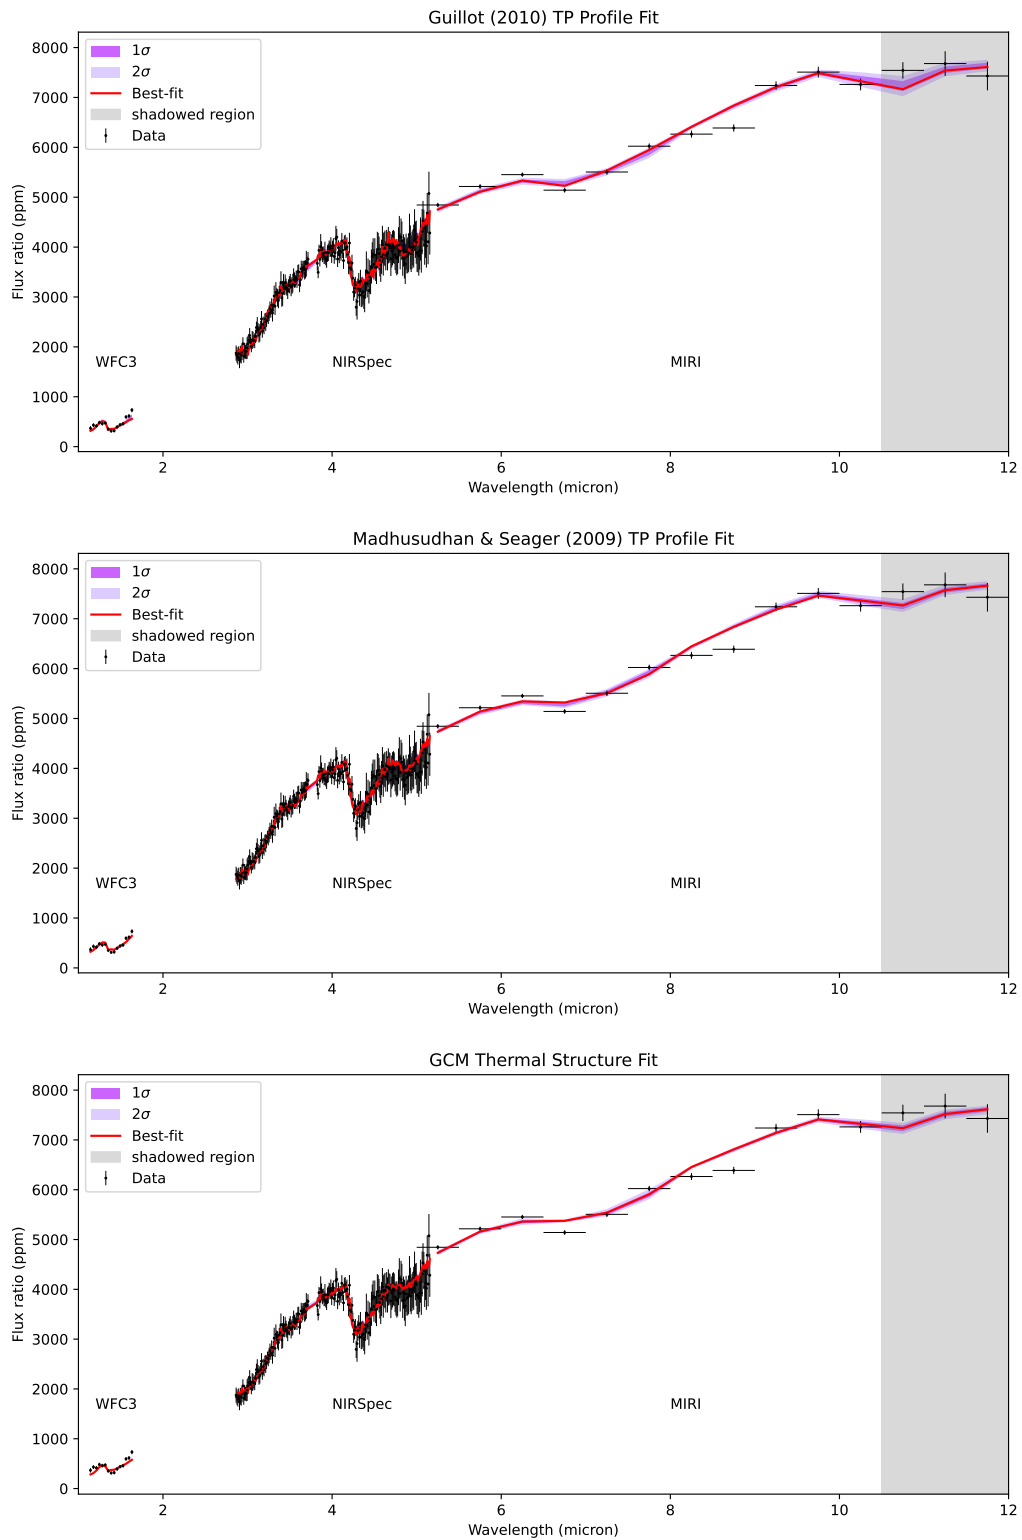 Guillot (2010) TP Profile Fit
8000
7000
6000
5000
4000
3000
2000
1000
0
Flux ratio (ppm)
1σ
2σ
Best-fit
shadowed region
Data
WFC3
NIRSpec
MIRI
2 4 6 8 10 12
Wavelength (micron)
Madhusudhan & Seager (2009) TP Profile Fit
8000
7000
6000
5000
4000
3000
2000
1000
0
Flux ratio (ppm)
1σ
2σ
Best-fit
shadowed region
Data
WFC3
NIRSpec
MIRI
2 4 6 8 10 12
Wavelength (micron)
GCM Thermal Structure Fit
8000
7000
6000
5000
4000
3000
2000
1000
0
Flux ratio (ppm)
1σ
2σ
Best-fit
shadowed region
Data
WFC3
NIRSpec
MIRI
2 4 6 8 10 12
Wavelength (micron)